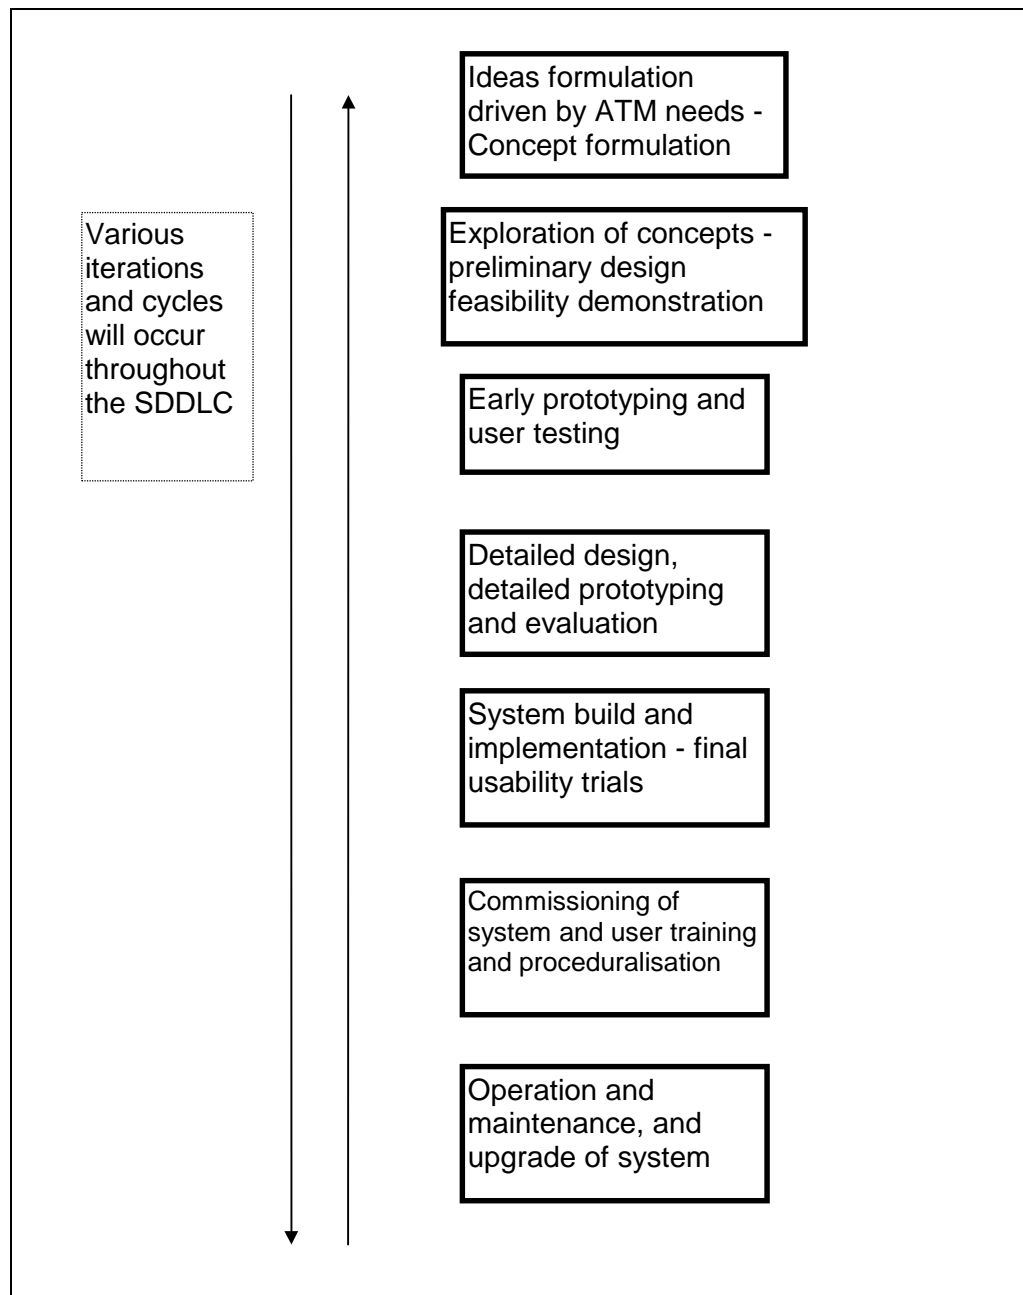 Ideas formulation
driven by ATM needs -
Concept formulation
Various
iterations
and cycles
will occur
throughout
the SDDLC
Exploration of concepts -
preliminary design
feasibility demonstration
Early prototyping and
user testing
Detailed design,
detailed prototyping
and evaluation
System build and
implementation - final
usability trials
Commissioning of
system and user training
and proceduralisation
Operation and
maintenance, and
upgrade of system